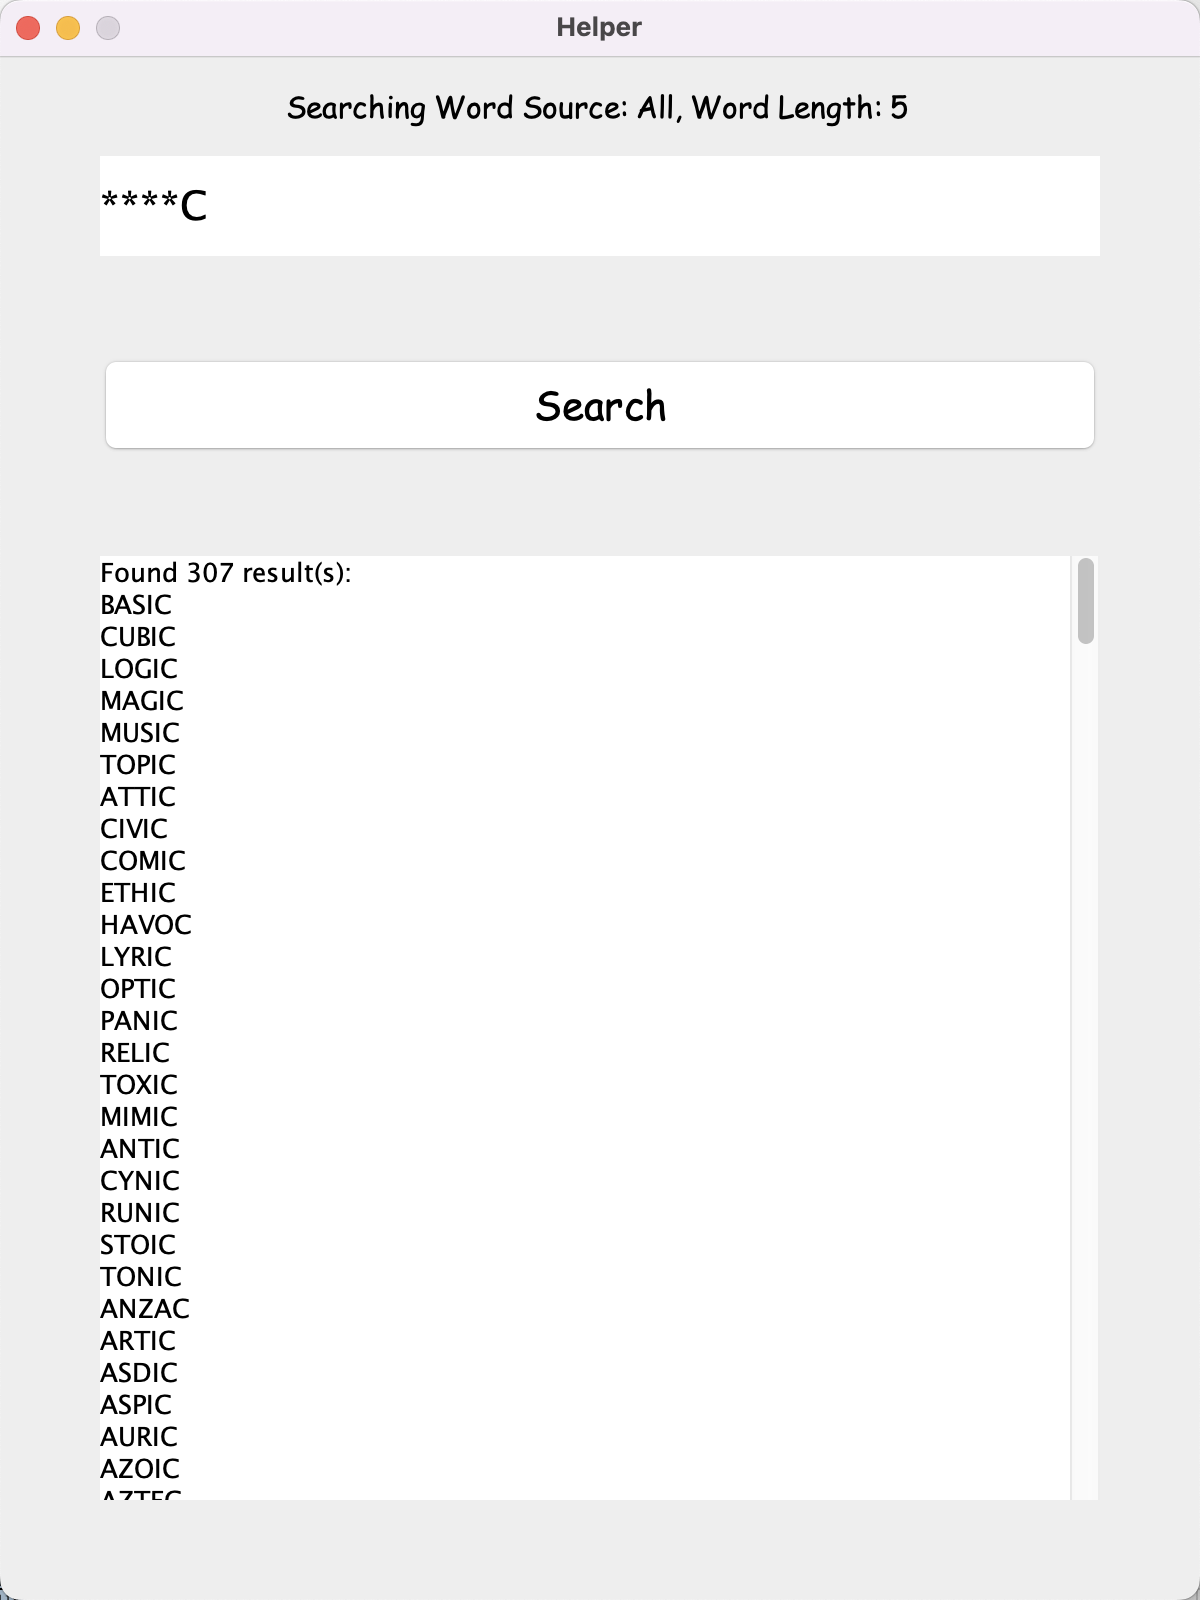 Helper
Searching Word Source: All, Word Length: 5
****C
Search
Found 307 result(s):
BASIC
CUBIC
LOGIC
MAGIC
MUSIC
TOPIC
ATTIC
CIVIC
COMIC
ETHIC
HAVOC
LYRIC
OPTIC
PANIC
RELIC
TOXIC
MIMIC
ANTIC
CYNIC
RUNIC
STOIC
TONIC
ANZAC
ARTIC
ASDIC
ASPIC
AURIC
AZOIC
AZTEC